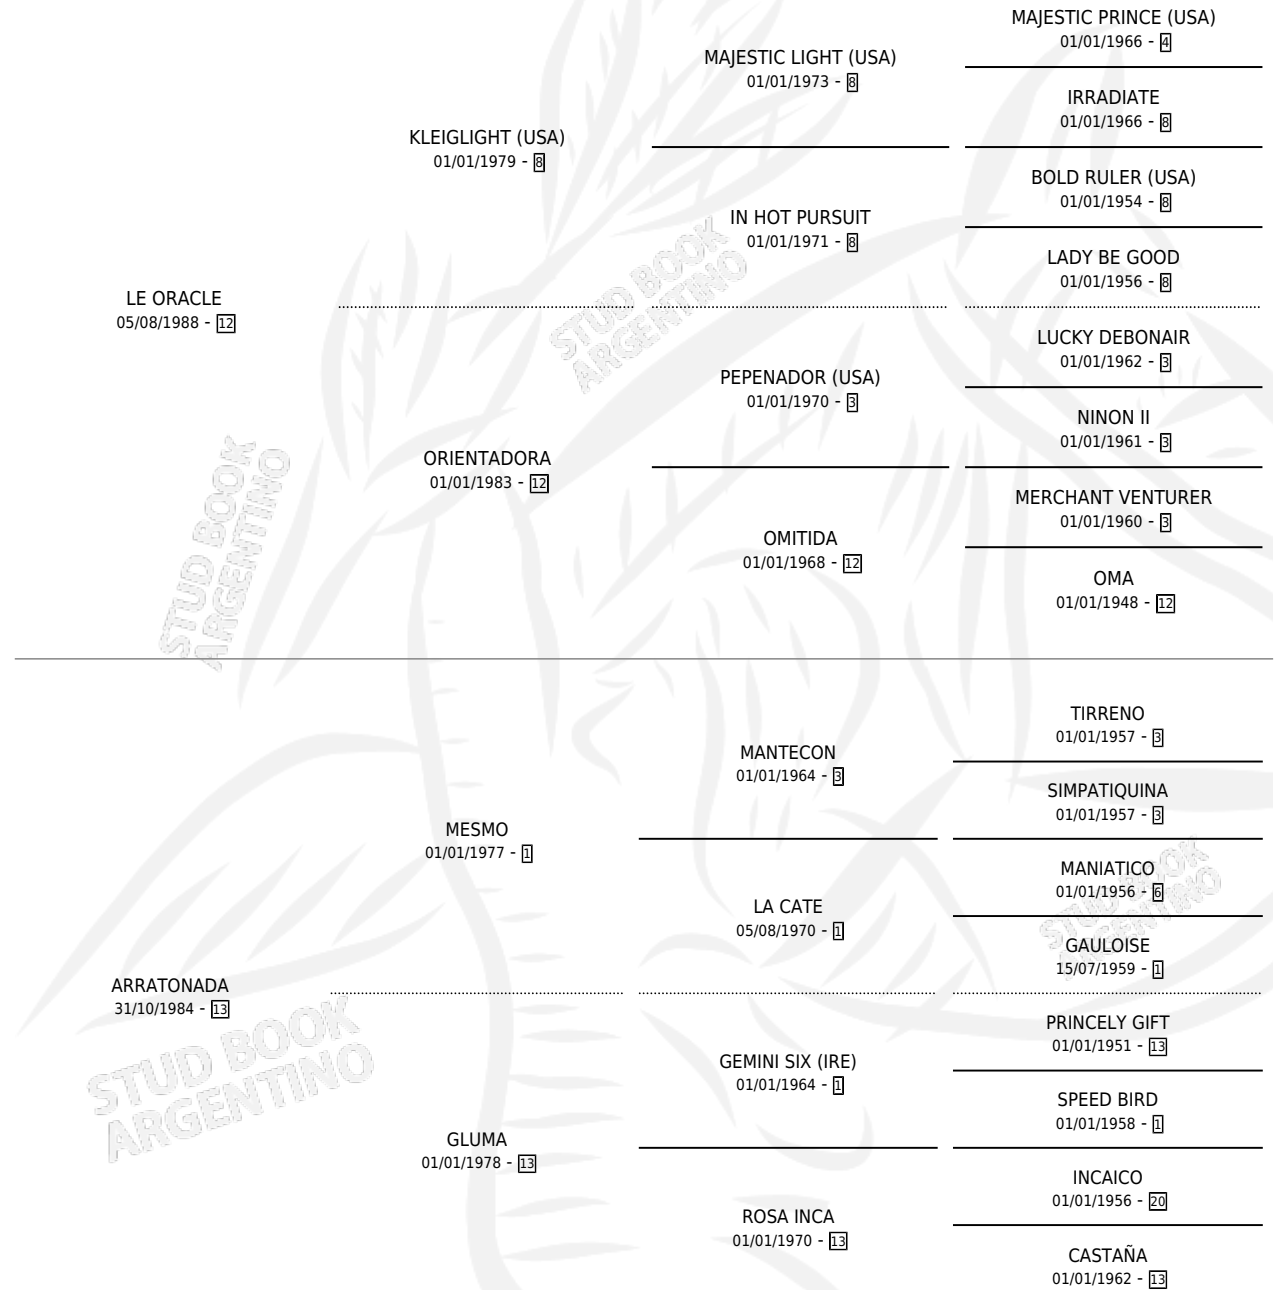 MAJESTIC PRINCE (USA)
01/01/1966 - 4
MAJESTIC LIGHT (USA)
01/01/1973 - 8
IRRADIATE
01/01/1966 - 8
KLEIGLIGHT (USA)
01/01/1979 - 8
BOLD RULER (USA)
01/01/1954 - 8
IN HOT PURSUIT
01/01/1971 - 8
LADY BE GOOD
01/01/1956 - 8
LE ORACLE
05/08/1988 - 12
LUCKY DEBONAIR
01/01/1962 - 3
PEPENADOR (USA)
01/01/1970 - 3
NINON II
01/01/1961 - 3
ORIENTADORA
01/01/1983 - 12
MERCHANT VENTURER
01/01/1960 - 3
OMITIDA
01/01/1968 - 12
OMA
01/01/1948 - 12
STUD BOOK
ARGENTINO
STUD BOOK
ARGENTINO
TIRRENO
01/01/1957 - 3
MANTECON
01/01/1964 - 3
SIMPATIQUINA
01/01/1957 - 3
MESMO
01/01/1977 - 1
MANIATICO
01/01/1956 - 6
LA CATE
05/08/1970 - 1
GAULOISE
15/07/1959 - 1
STUD BOOK
ARGENTINO
ARRATONADA
31/10/1984 - 13
PRINCELY GIFT
01/01/1951 - 13
GEMINI SIX (IRE)
01/01/1964 - 1
SPEED BIRD
01/01/1958 - 1
GLUMA
01/01/1978 - 13
INCAICO
01/01/1956 - 20
ROSA INCA
01/01/1970 - 13
CASTAÑA
01/01/1962 - 13
STUD BOOK
ARGENTINO